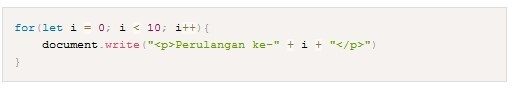 for(let i = 0; i < 10; i++){
    document.write("<p>Perulangan ke-" + i + "</p>")
}